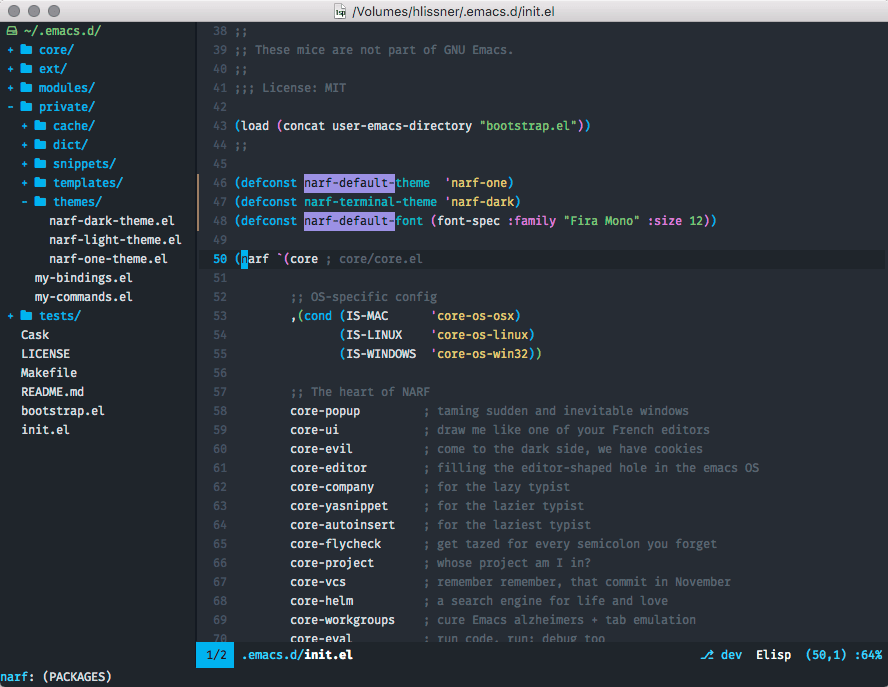 /Volumes/hlissner/.emacs.d/init.el
~/.emacs.d/
+ core/
+ ext/
+ modules/
- private/
+ cache/
+ dict/
+ snippets/
+ templates/
- themes/
narf-dark-theme.el
narf-light-theme.el
narf-one-theme.el
my-bindings.el
my-commands.el
+ tests/
Cask
LICENSE
Makefile
README.md
bootstrap.el
init.el
38 ;;
39 ;; These mice are not part of GNU Emacs.
40 ;;
41 ;;; License: MIT
42
43 (load (concat user-emacs-directory "bootstrap.el"))
44 ;;
45
46 (defconst narf-default-theme 'narf-one)
47 (defconst narf-terminal-theme 'narf-dark)
48 (defconst narf-default-font (font-spec :family "Fira Mono" :size 12))
49
50 (narf `(core ; core/core.el
51
52 ;; OS-specific config
53 ,(cond (IS-MAC 'core-os-osx)
54 (IS-LINUX 'core-os-linux)
55 (IS-WINDOWS 'core-os-win32))
56
57 ;; The heart of NARF
58 core-popup ; taming sudden and inevitable windows
59 core-ui ; draw me like one of your French editors
60 core-evil ; come to the dark side, we have cookies
61 core-editor ; filling the editor-shaped hole in the emacs OS
62 core-company ; for the lazy typist
63 core-yasnippet ; for the lazier typist
64 core-autoinsert ; for the laziest typist
65 core-flycheck ; get tazed for every semicolon you forget
66 core-project ; whose project am I in?
67 core-vcs ; remember remember, that commit in November
68 core-helm ; a search engine for life and love
69 core-workgroups ; cure Emacs alzheimers + tab emulation
70 core-eval ; run code, run; debug too
1/2 .emacs.d/init.el dev Elisp (50,1) :64%
narf: (PACKAGES)